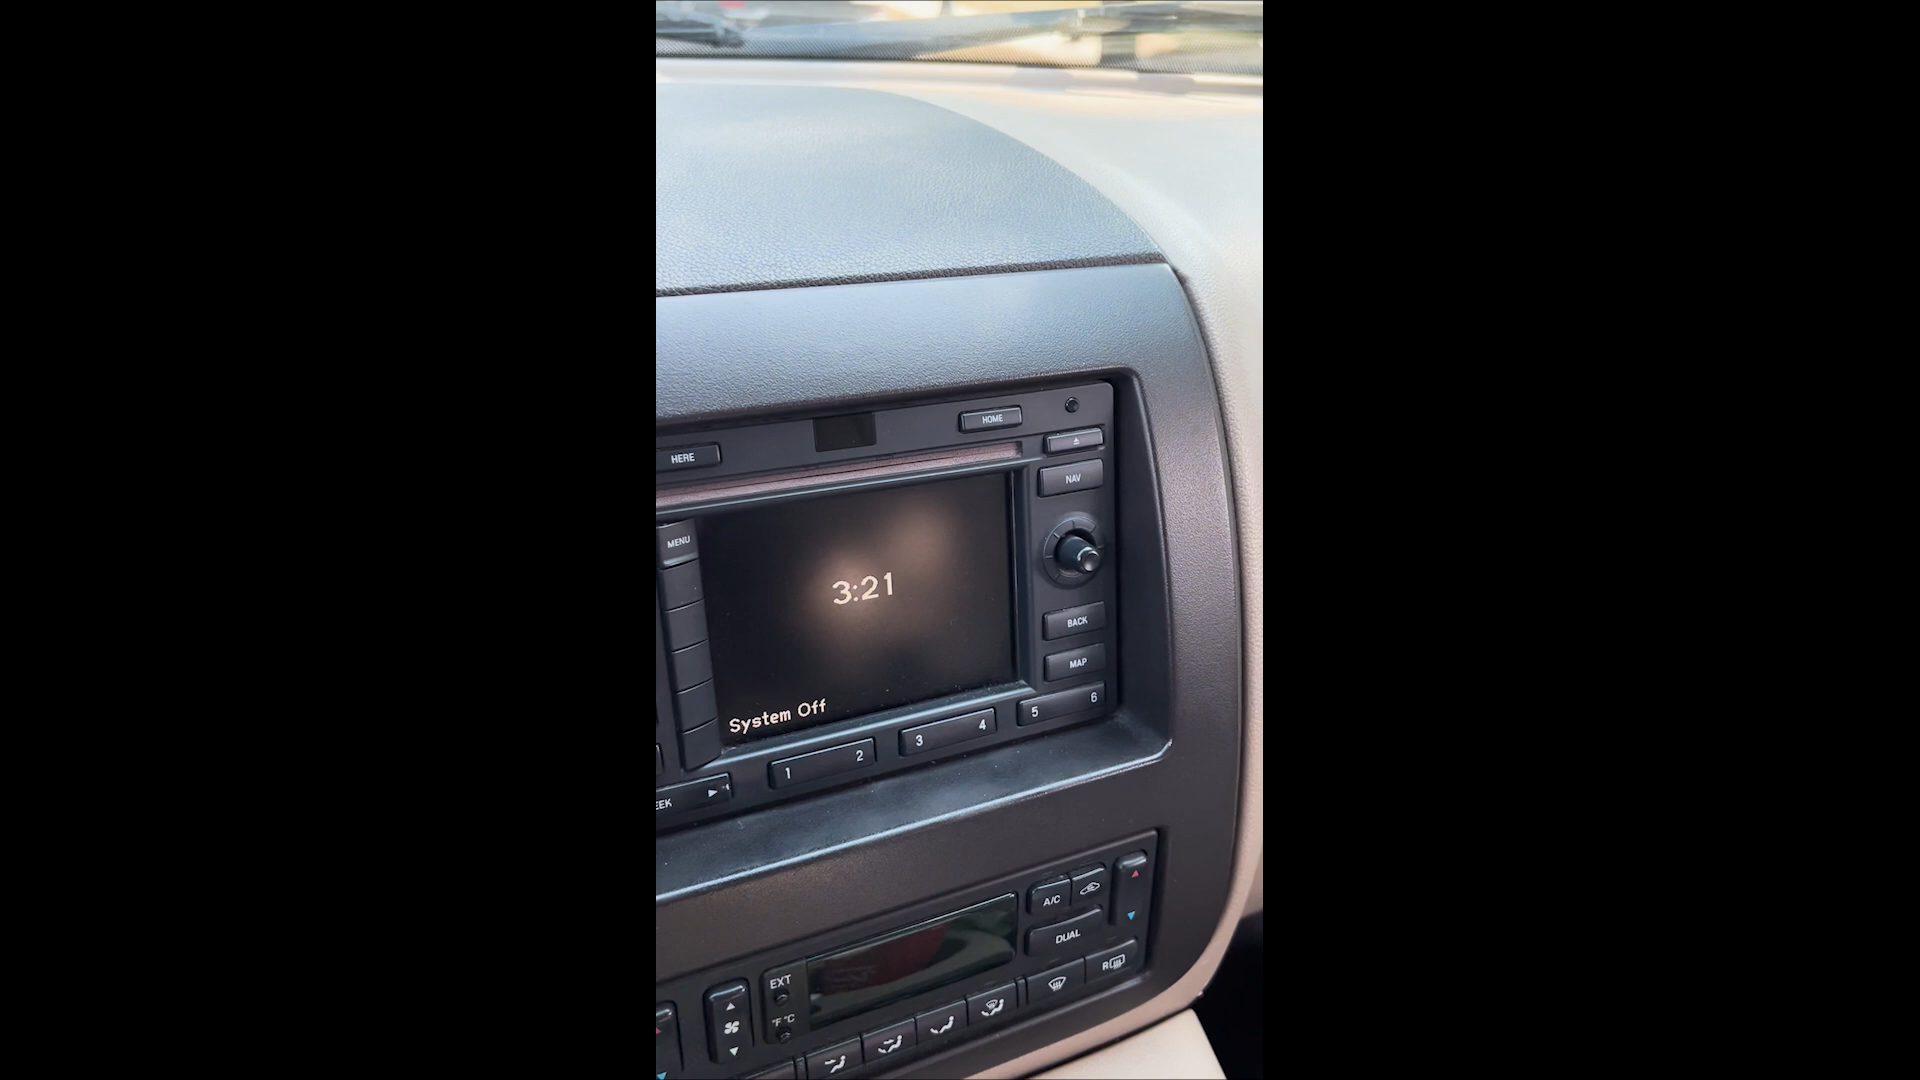 HOME
HERE
NAV
MENU
3:21
BACK
MAP
System Off
1 2
3 4
5 6
EEK
A/C
DUAL
EXT
°F °C
R